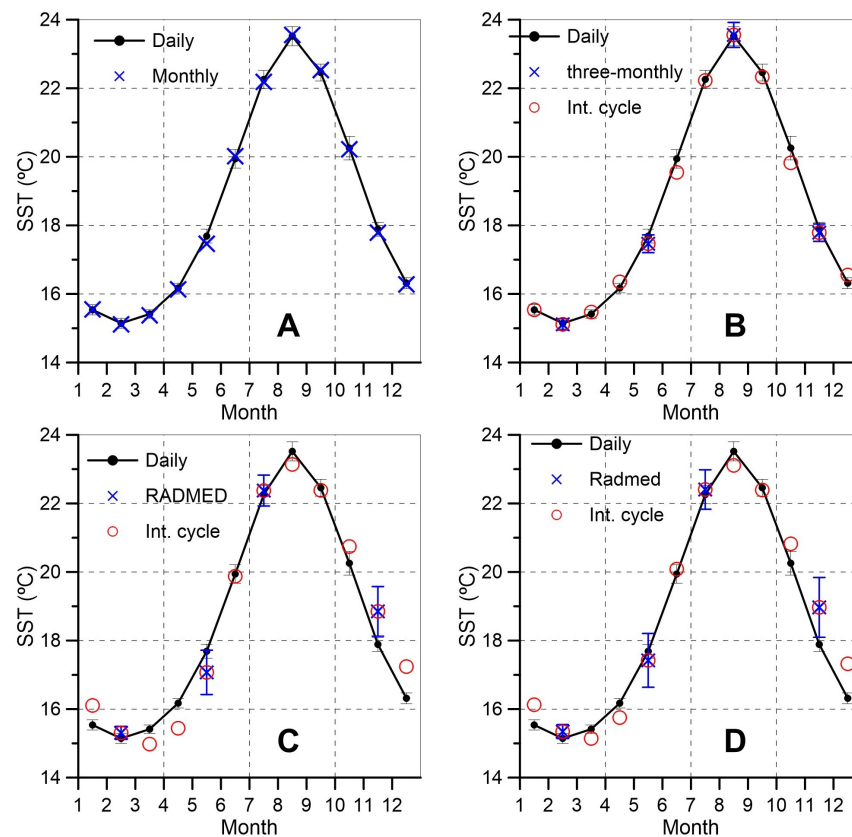 24
22
20
18
16
14
SST (ºC)
Daily
Monthly
A
1 2 3 4 5 6 7 8 9 10 11 12
Month
24
22
20
18
16
14
SST (ºC)
Daily
three-monthly
Int. cycle
B
1 2 3 4 5 6 7 8 9 10 11 12
Month
24
22
20
18
16
14
SST (ºC)
Daily
RADMED
Int. cycle
C
1 2 3 4 5 6 7 8 9 10 11 12
Month
24
22
20
18
16
14
SST (ºC)
Daily
Radmed
Int. cycle
D
1 2 3 4 5 6 7 8 9 10 11 12
Month